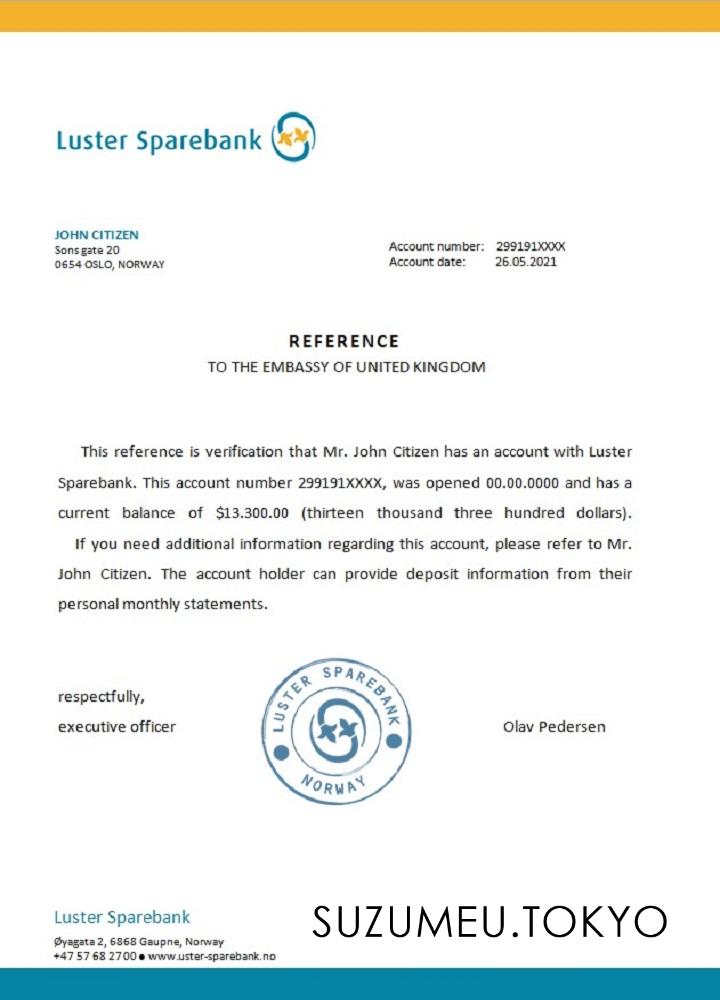 Luster Sparebank
JOHN CITIZEN
Sons gate 20
0654 OSLO, NORWAY
Account number: 299191XXXX
Account date: 26.05.2021
REFERENCE
TO THE EMBASSY OF UNITED KINGDOM
This reference is verification that Mr. John Citizen has an account with Luster
Sparebank. This account number 299191XXXX, was opened 00.00.0000 and has a
current balance of $13.300.00 (thirteen thousand three hundred dollars).
If you need additional information regarding this account, please refer to Mr.
John Citizen. The account holder can provide deposit information from their
personal monthly statements.
respectfully,
executive officer
LUSTER SPAREBANK
NORWAY
Olav Pedersen
Luster Sparebank
Øyagata 2, 6868 Gaupne, Norway
+47 57 68 2700 ● www.uster-sparebank.no
SUZUMEU.TOKYO